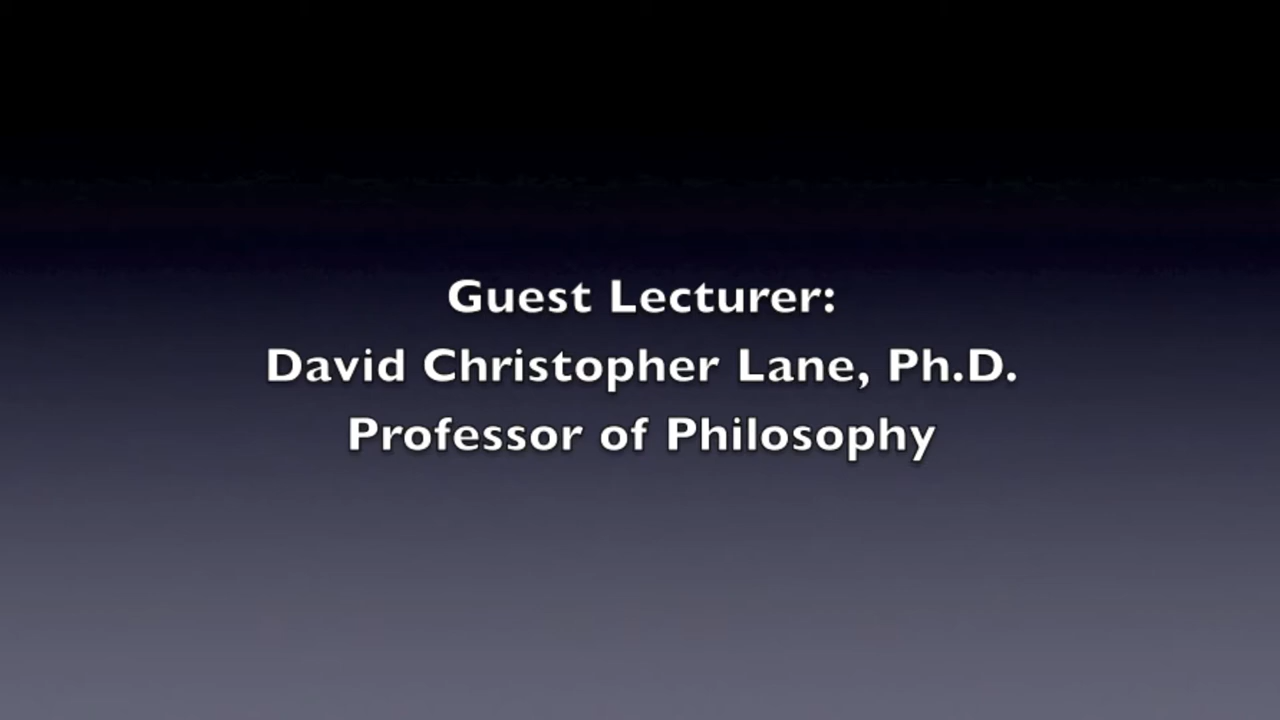 Guest Lecturer:
David Christopher Lane, Ph.D.
Professor of Philosophy